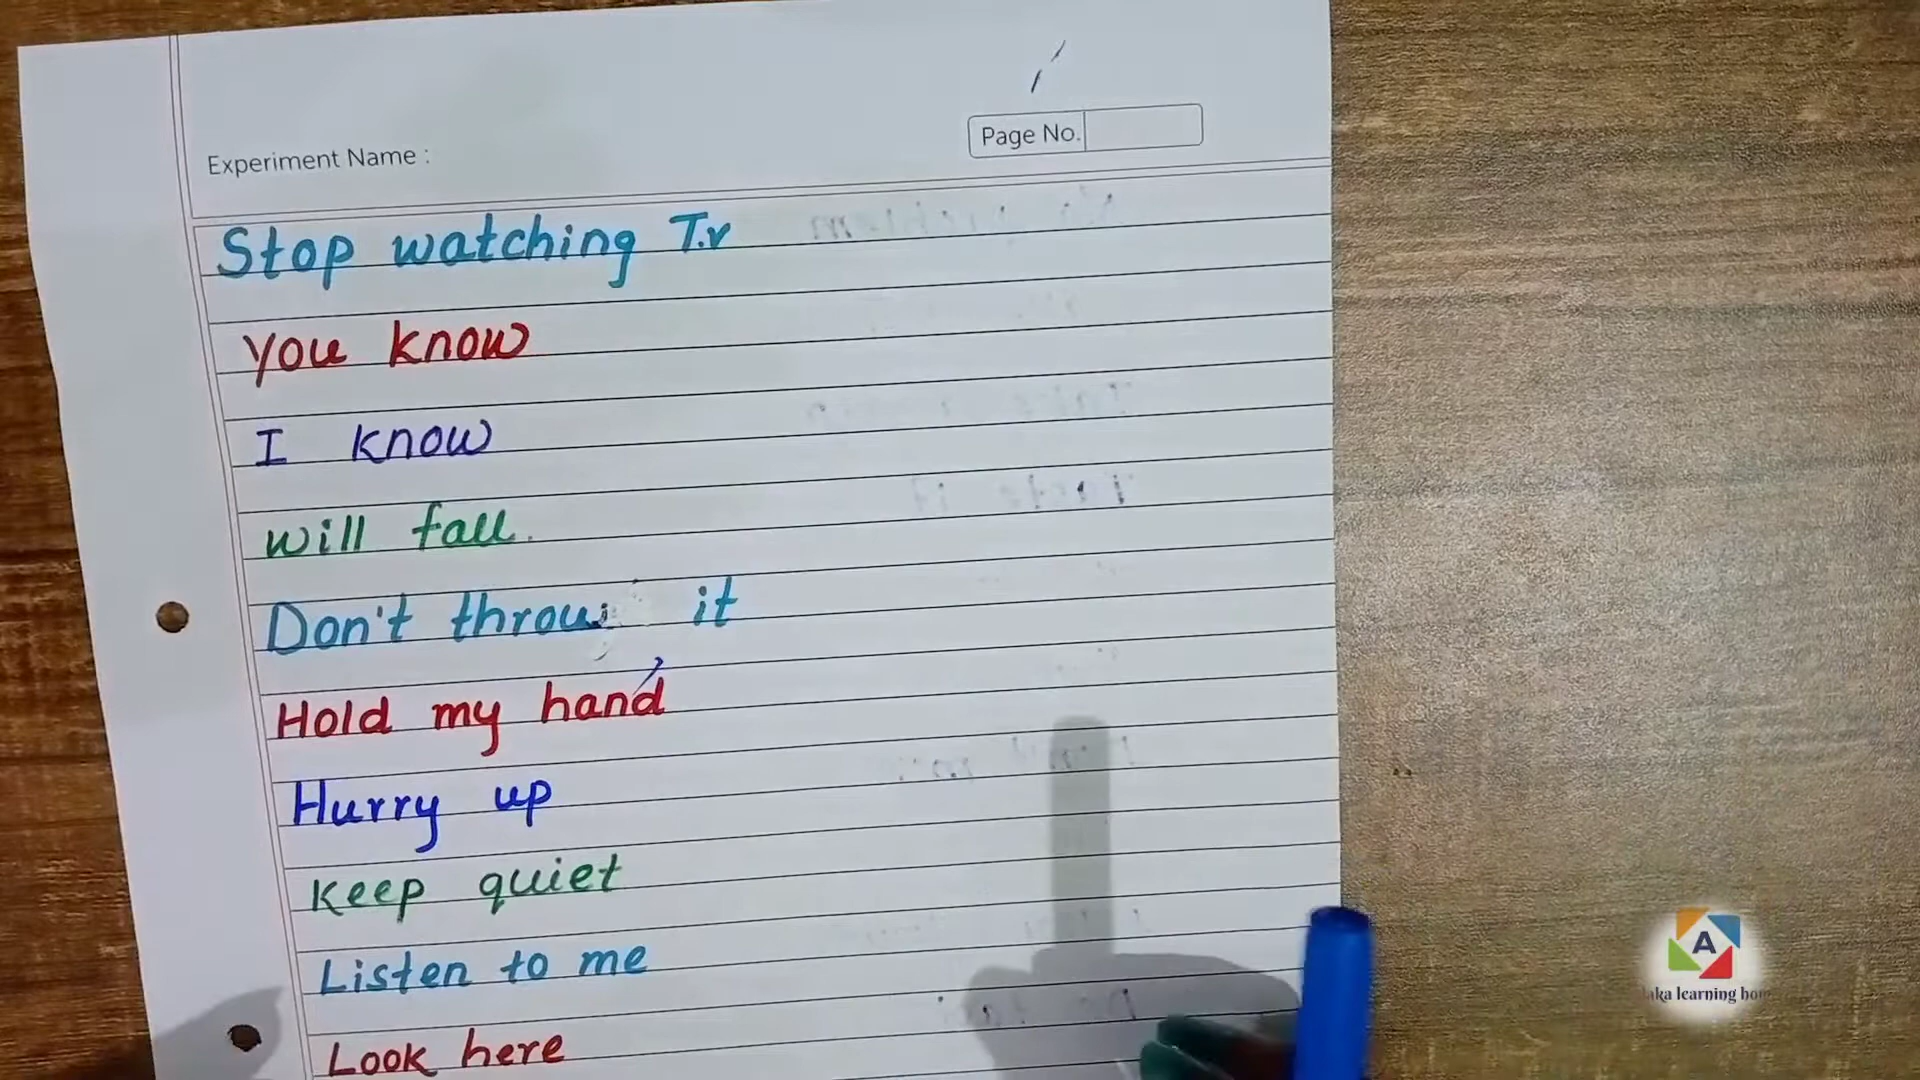 Experiment Name :
Page No.
Stop watching T.v
You know
I know
will fall.
Don't throw it
Hold my hand
Hurry up
Keep quiet
Listen to me
Look here
A
learning